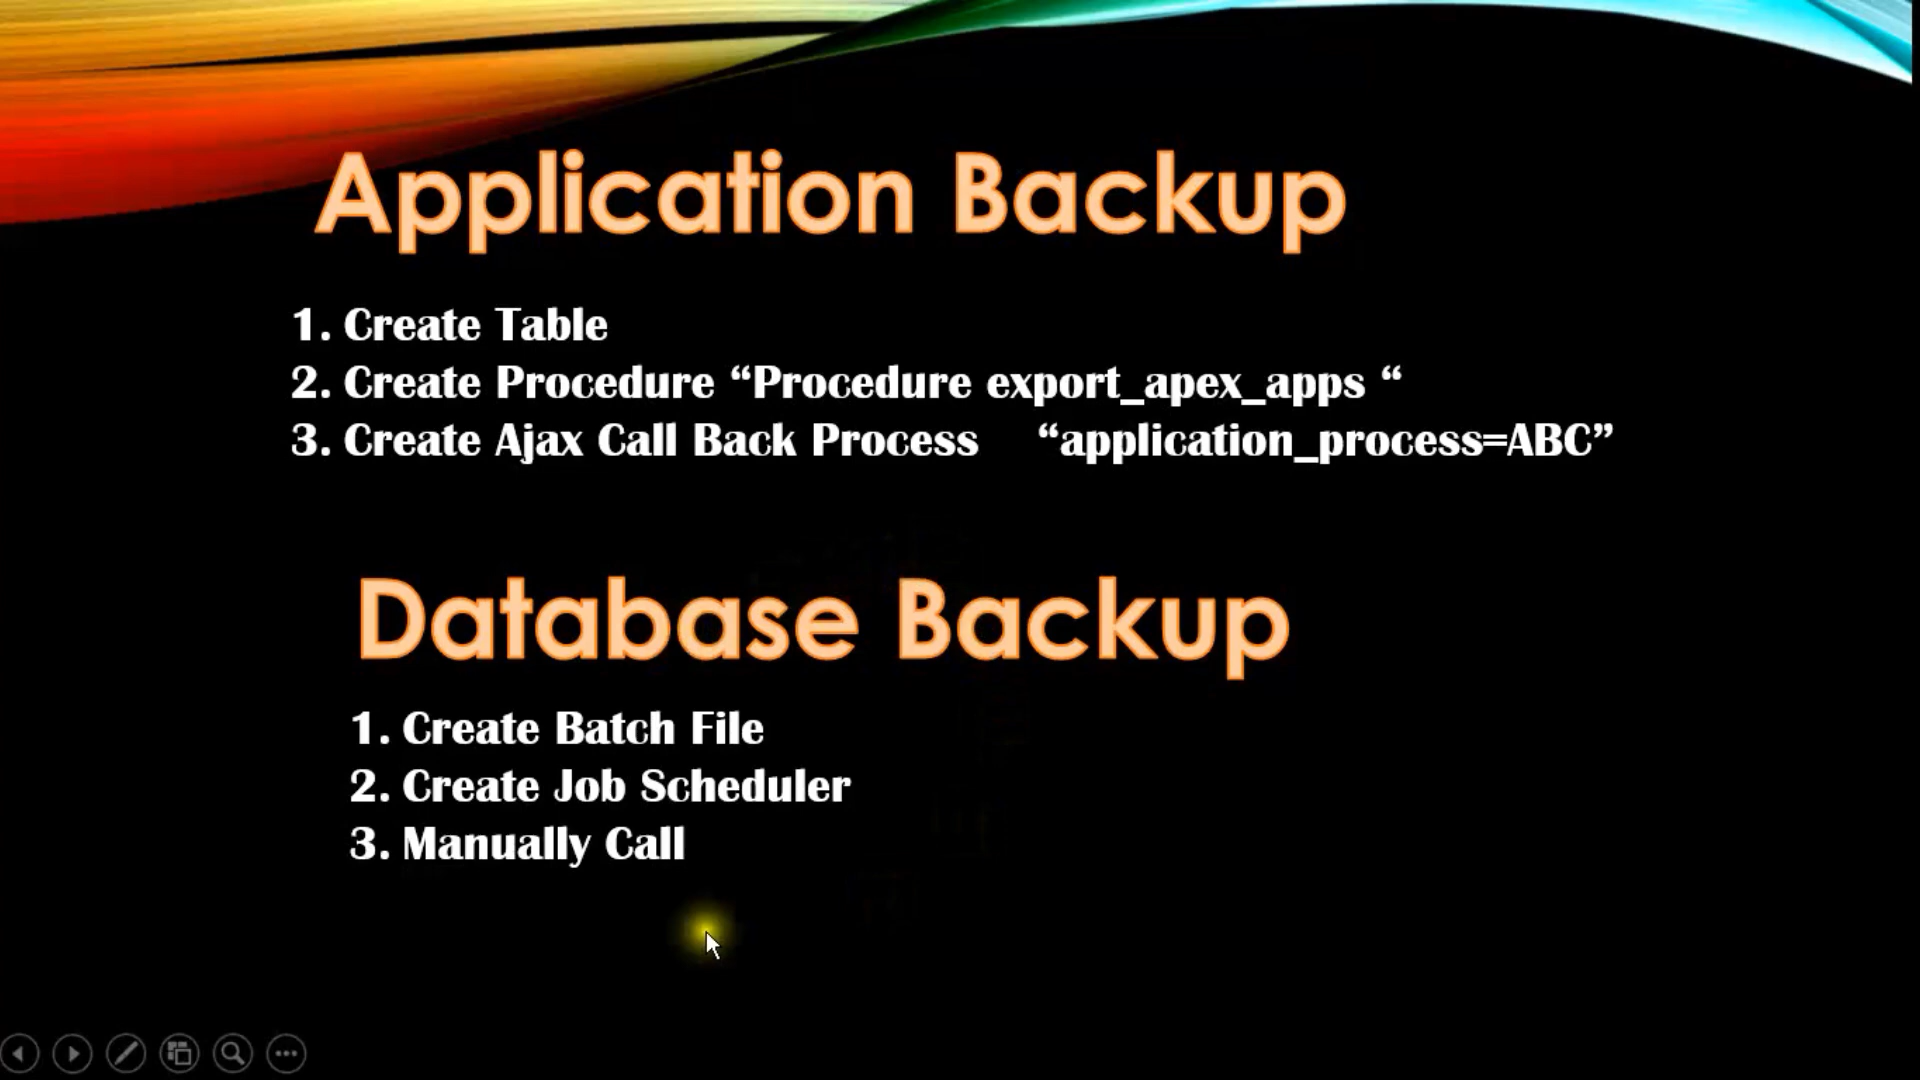 Application Backup
1. Create Table
2. Create Procedure “Procedure export_apex_apps “
3. Create Ajax Call Back Process “application_process=ABC”
Database Backup
1. Create Batch File
2. Create Job Scheduler
3. Manually Call